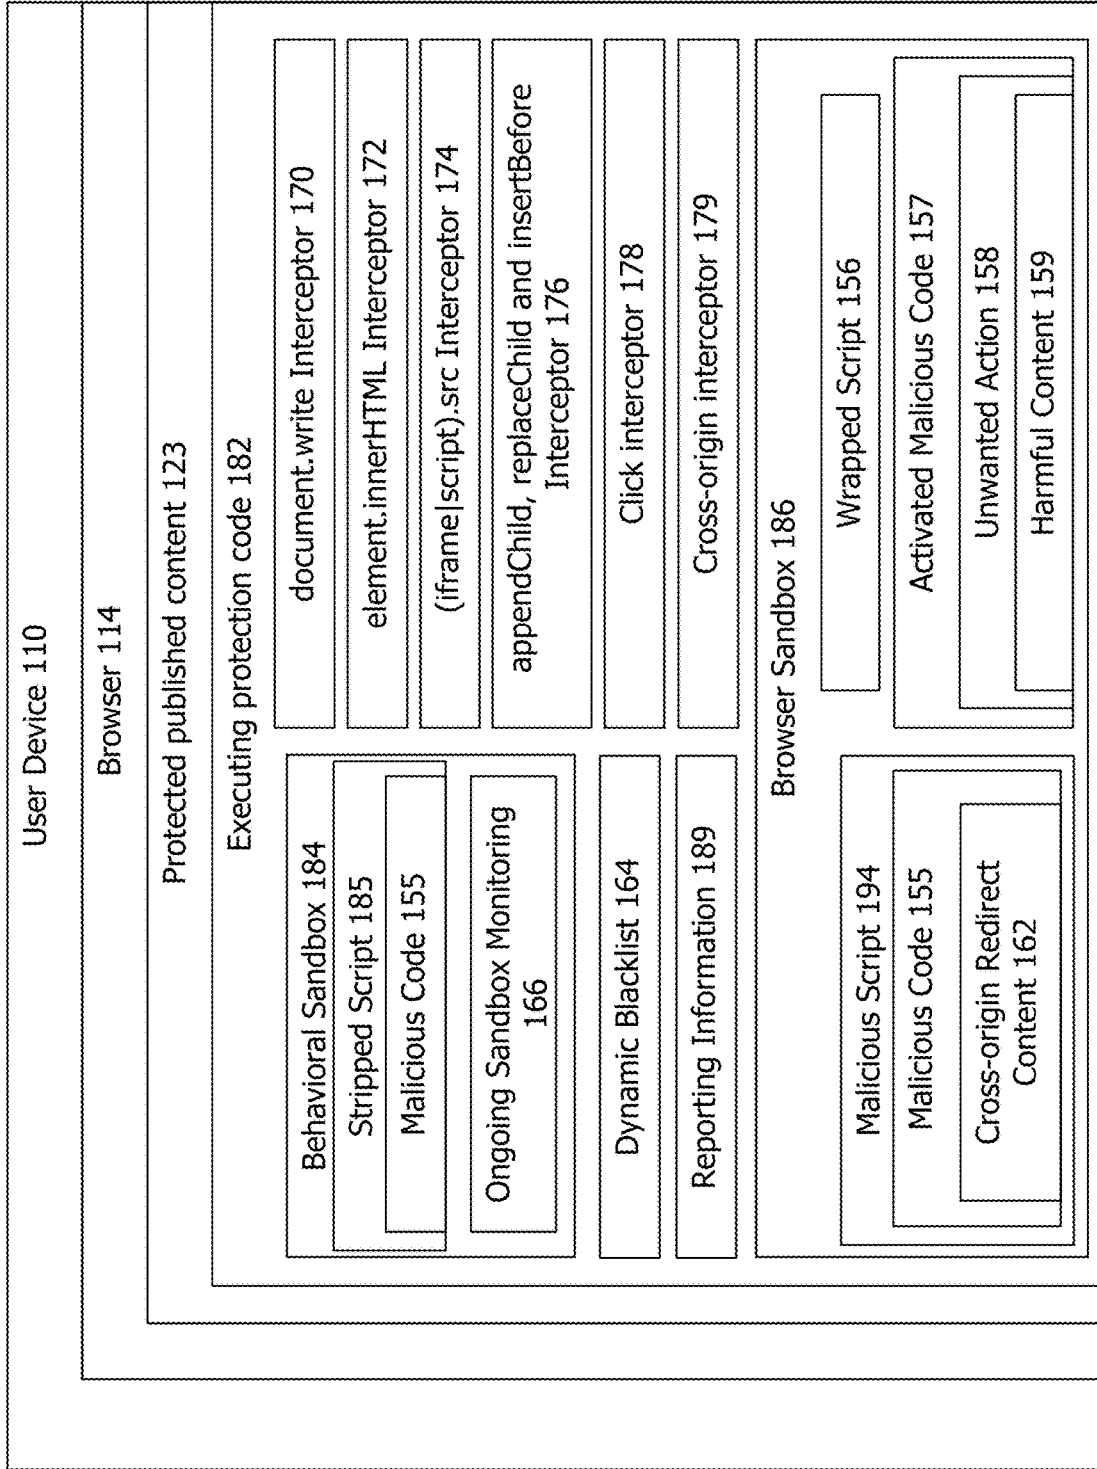 User Device 110
Browser 114
Protected published content 123
Executing protection code 182
Behavioral Sandbox 184
Stripped Script 185
Malicious Code 155
Ongoing Sandbox Monitoring
166
Dynamic Blacklist 164
Reporting Information 189
document.write Interceptor 170
element.innerHTML Interceptor 172
(iframe|script).src Interceptor 174
appendChild, replaceChild and insertBefore
Interceptor 176
Click interceptor 178
Cross-origin interceptor 179
Browser Sandbox 186
Malicious Script 194
Malicious Code 155
Cross-origin Redirect
Content 162
Wrapped Script 156
Activated Malicious Code 157
Unwanted Action 158
Harmful Content 159